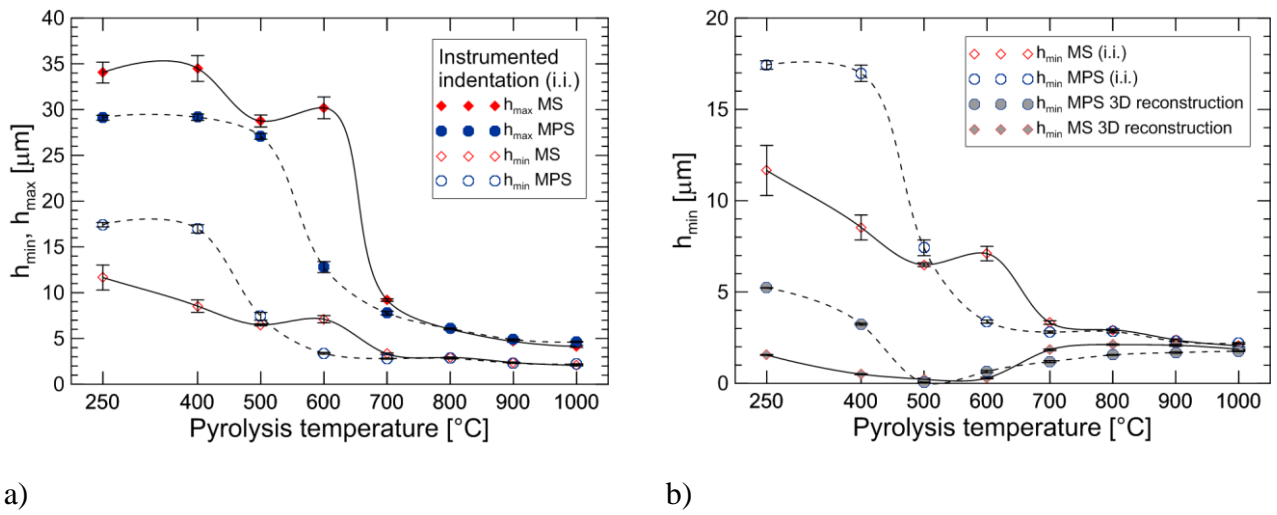 40
35
30
25
20
15
10
5
0
h_min, h_max [μm]
Instrumented
indentation (i.i.)
h_max MS
h_max MPS
h_min MS
h_min MPS
250 400 500 600 700 800 900 1000
Pyrolysis temperature [°C]
a)
20
15
10
5
0
h_min [μm]
h_min MS (i.i.)
h_min MPS (i.i.)
h_min MPS 3D reconstruction
h_min MS 3D reconstruction
250 400 500 600 700 800 900 1000
Pyrolysis temperature [°C]
b)